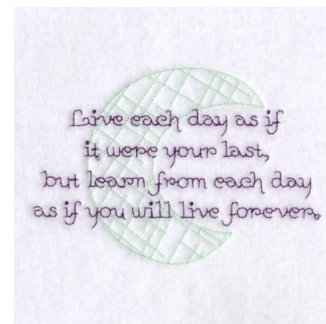 Live each day as if
it were your last,
but learn from each day
as if you will live forever.